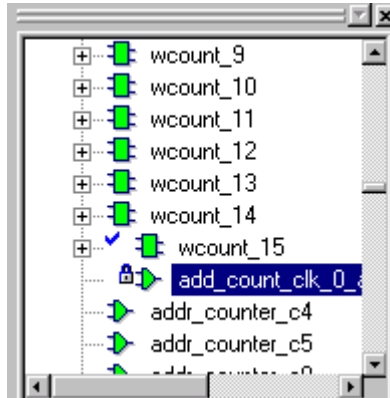 wcount_9
wcount_10
wcount_11
wcount_12
wcount_13
wcount_14
wcount_15
add_count_clk_0_
addr_counter_c4
addr_counter_c5